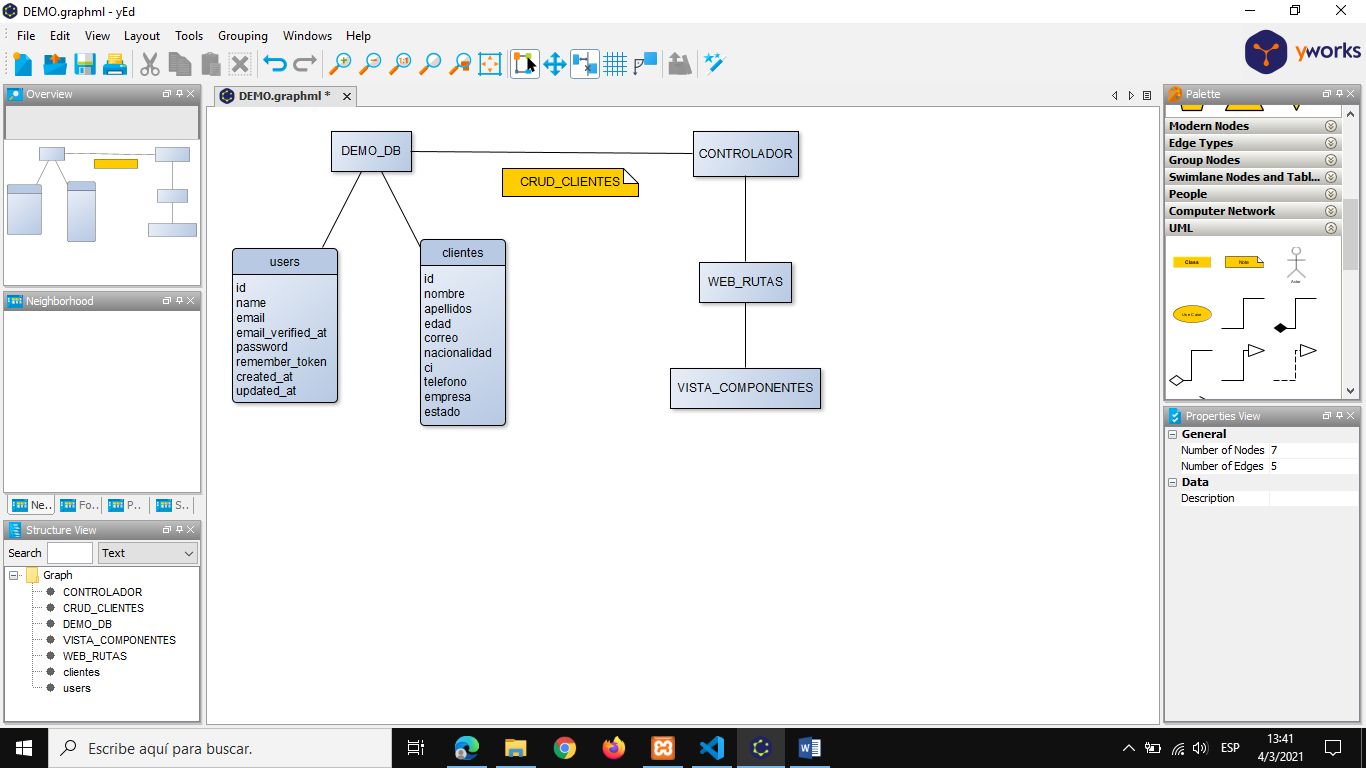 DEMO.graphml - yEd
File Edit View Layout Tools Grouping Windows Help
yworks
Overview
Neighborhood
Ne.. Fo.. P.. S..
Structure View
Search Text
Graph
CONTROLADOR
CRUD_CLIENTES
DEMO_DB
VISTA_COMPONENTES
WEB_RUTAS
clientes
users
DEMO.graphml *
DEMO_DB
CONTROLADOR
CRUD_CLIENTES
users
id
name
email
email_verified_at
password
remember_token
created_at
updated_at
clientes
id
nombre
apellidos
edad
correo
nacionalidad
ci
telefono
empresa
estado
WEB_RUTAS
VISTA_COMPONENTES
Palette
Modern Nodes
Edge Types
Group Nodes
Swimlane Nodes and Tabl...
People
Computer Network
UML
Class
Note
Actor
Use Case
Properties View
General
Number of Nodes 7
Number of Edges 5
Data
Description
Escribe aquí para buscar.
ESP
13:41
4/3/2021